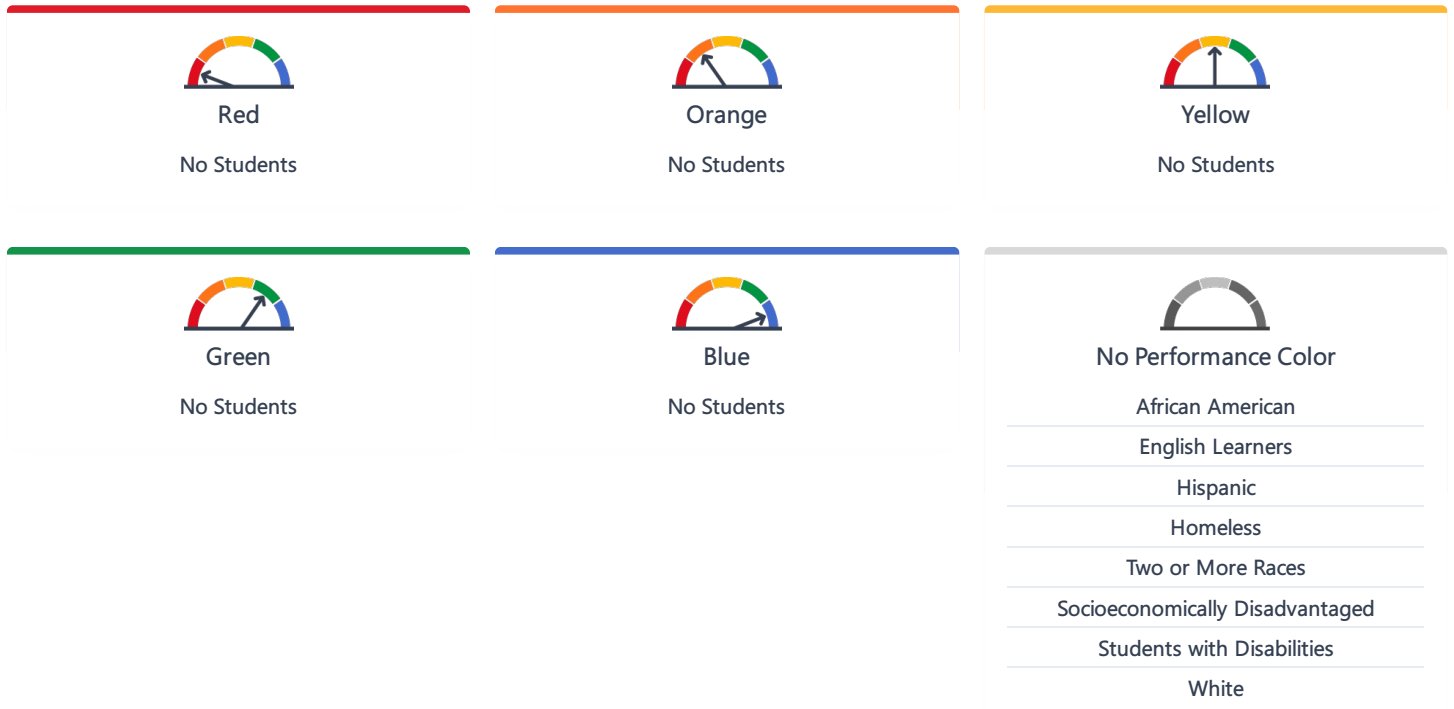 Red
No Students
Orange
No Students
Yellow
No Students
Green
No Students
Blue
No Students
No Performance Color
African American
English Learners
Hispanic
Homeless
Two or More Races
Socioeconomically Disadvantaged
Students with Disabilities
White